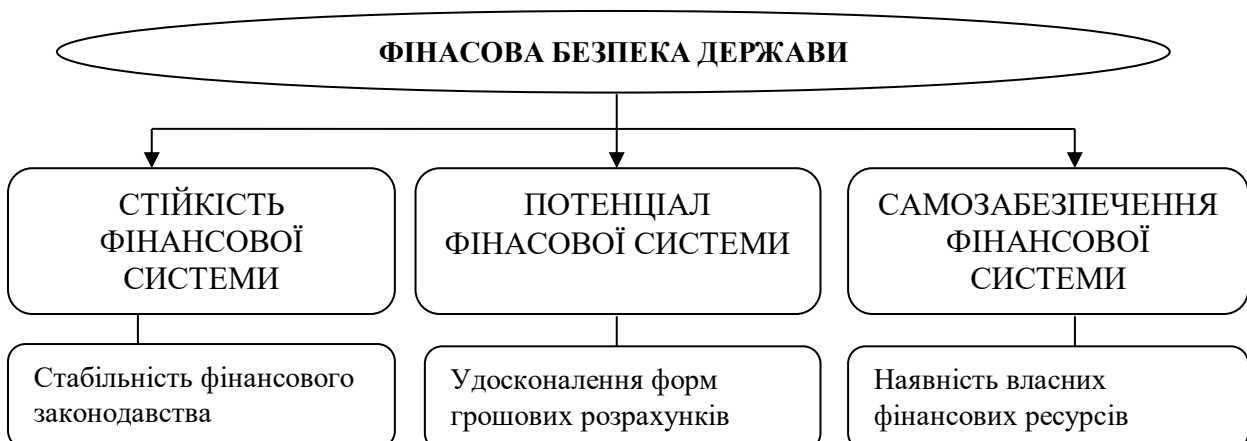 ФІНАСОВА БЕЗПЕКА ДЕРЖАВИ
СТІЙКІСТЬ
ФІНАНСОВОЇ
СИСТЕМИ
ПОТЕНЦІАЛ
ФІНАСОВОЇ СИСТЕМИ
САМОЗАБЕЗПЕЧЕННЯ
ФІНАНСОВОЇ
СИСТЕМИ
Стабільність фінансового
законодавства
Удосконалення форм
грошових розрахунків
Наявність власних
фінансових ресурсів